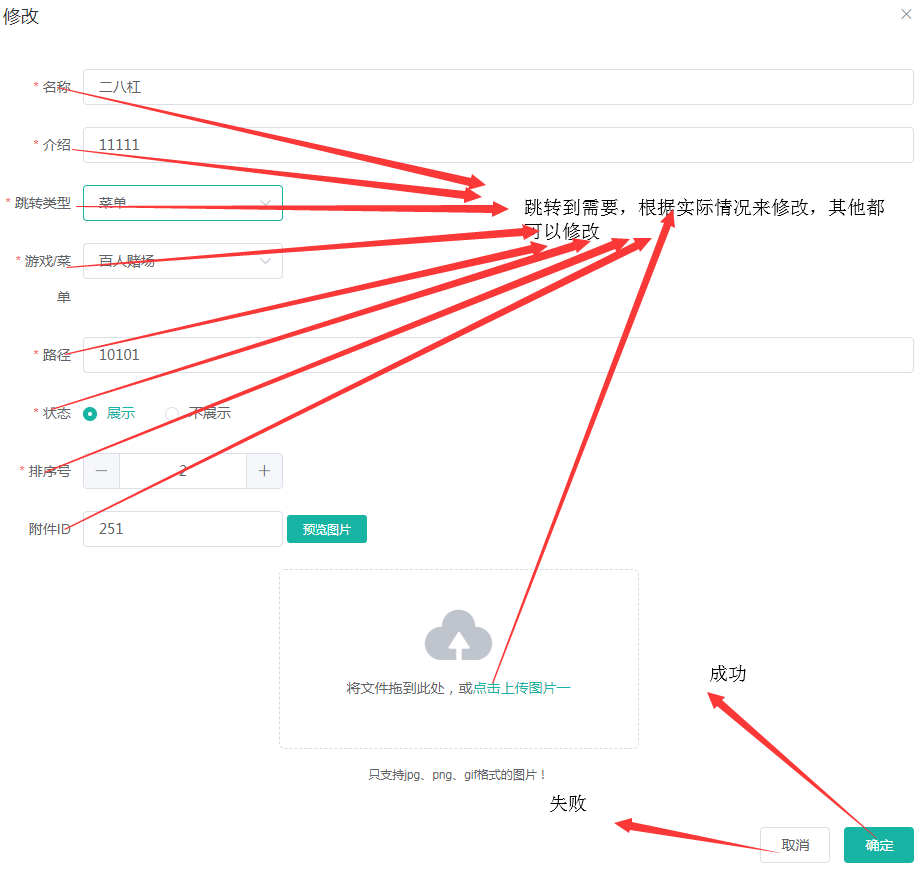 修改
* 名称 二八杠
* 介绍 11111
* 跳转类型 菜单
跳转到需要，根据实际情况来修改，其他都
可以修改
* 游戏/菜 百人赌场
单
* 路径 10101
* 状态 展示 不展示
* 排序号 2
附件ID 251 预览图片
将文件拖到此处，或点击上传图片一
成功
只支持jpg、png、gif格式的图片！
失败
取消 确定